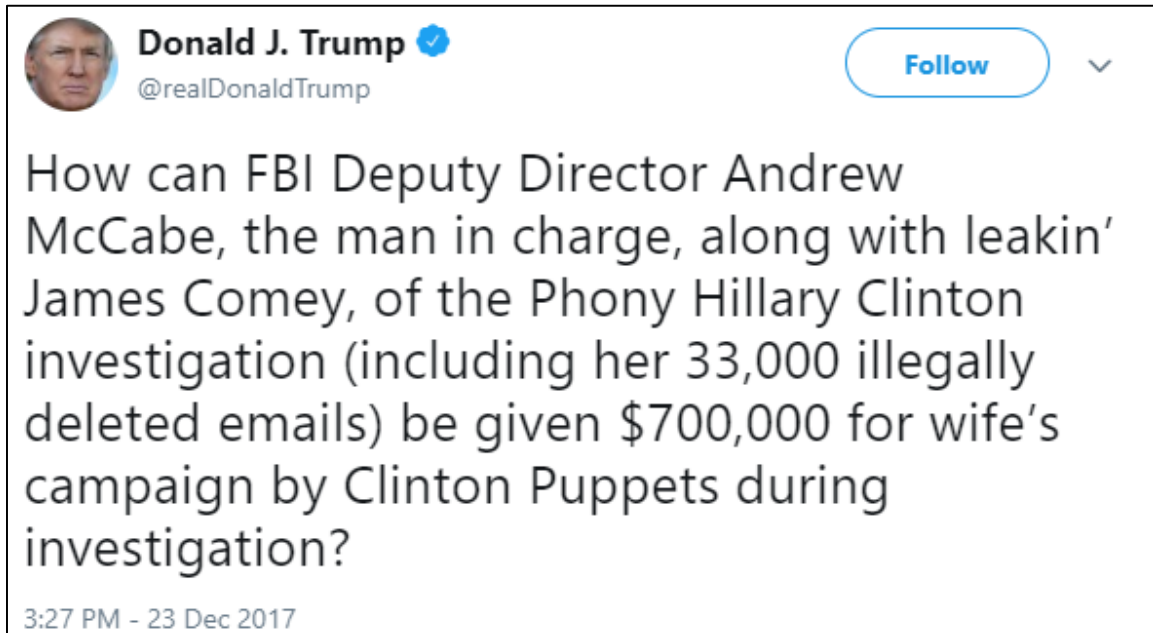 Donald J. Trump
@realDonaldTrump
Follow
How can FBI Deputy Director Andrew
McCabe, the man in charge, along with leakin’
James Comey, of the Phony Hillary Clinton
investigation (including her 33,000 illegally
deleted emails) be given $700,000 for wife’s
campaign by Clinton Puppets during
investigation?
3:27 PM - 23 Dec 2017